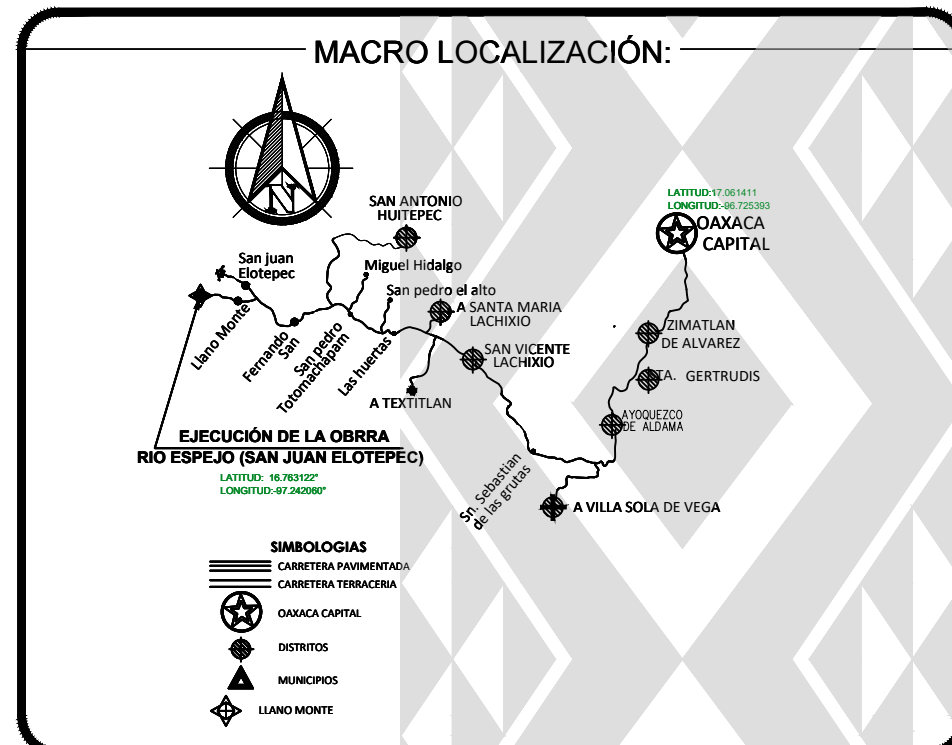 MACRO LOCALIZACIÓN:
N
LATITUD:17.061411
LONGITUD:-96.725393
OAXACA
CAPITAL
SAN ANTONIO
HUITEPEC
San juan
Elotepec
Miguel Hidalgo
San pedro el alto
A SANTA MARIA
LACHIXIO
Llano Monte
Fernando
San
San pedro
Totomachapam
Las huertas
SAN VICENTE
LACHIXIO
ZIMATLAN
DE ALVAREZ
TA. GERTRUDIS
A TEXTITLAN
AYOQUEZCO
DE ALDAMA
EJECUCIÓN DE LA OBRRA
RIO ESPEJO (SAN JUAN ELOTEPEC)
LATITUD: 16.763122°
LONGITUD:-97.242060°
Sn. Sebastian
de las grutas
A VILLA SOLA DE VEGA
SIMBOLOGIAS
CARRETERA PAVIMENTADA
CARRETERA TERRACERIA
OAXACA CAPITAL
DISTRITOS
MUNICIPIOS
LLANO MONTE